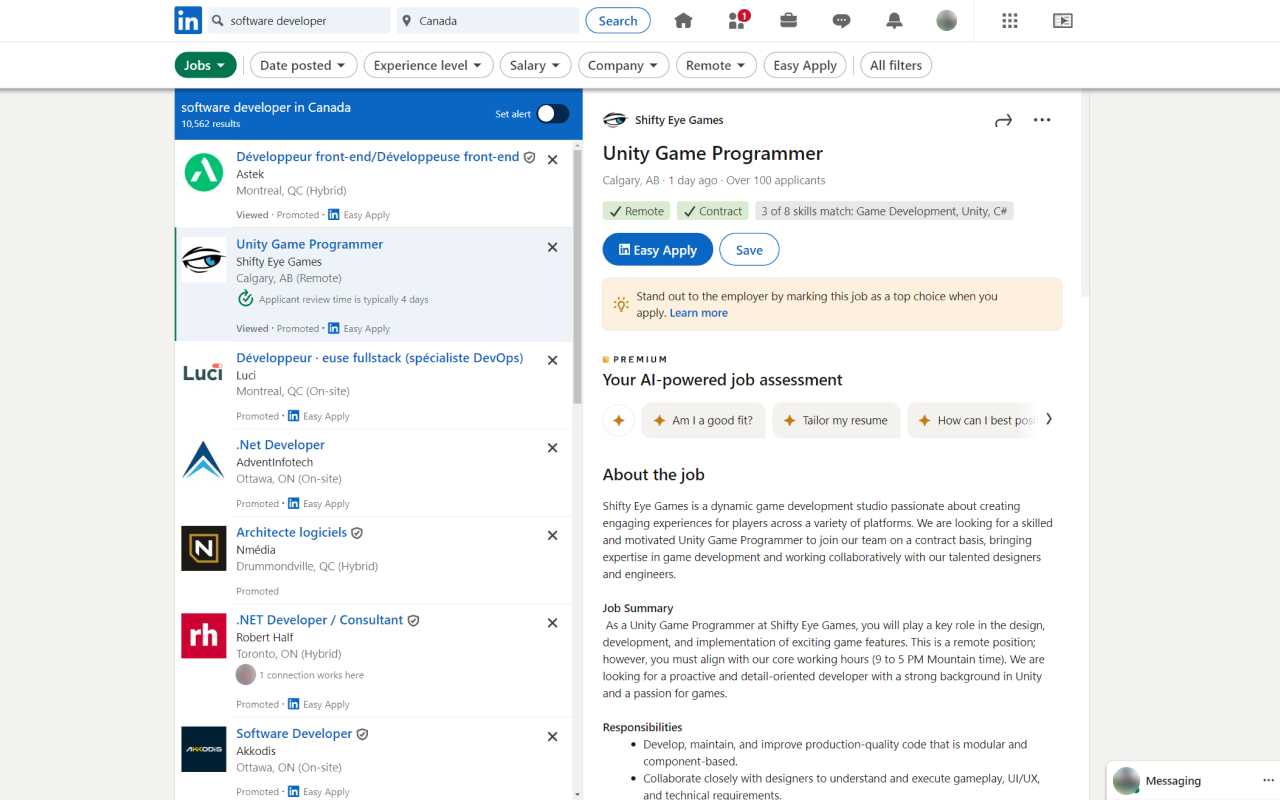 in
software developer
Canada
Search
1
Jobs
Date posted
Experience level
Salary
Company
Remote
Easy Apply
All filters
software developer in Canada
10,562 results
Set alert
Développeur front-end/Développeuse front-end
Astek
Montreal, QC (Hybrid)
Viewed · Promoted · in Easy Apply
Unity Game Programmer
Shifty Eye Games
Calgary, AB (Remote)
Applicant review time is typically 4 days
Viewed · Promoted · in Easy Apply
Luci
Développeur · euse fullstack (spécialiste DevOps)
Luci
Montreal, QC (On-site)
Promoted · in Easy Apply
.Net Developer
AdventInfotech
Ottawa, ON (On-site)
Promoted · in Easy Apply
N
Architecte logiciels
Nmédia
Drummondville, QC (Hybrid)
Promoted
rh
.NET Developer / Consultant
Robert Half
Toronto, ON (Hybrid)
1 connection works here
Promoted · in Easy Apply
AKKODIS
Software Developer
Akkodis
Ottawa, ON (On-site)
Promoted · in Easy Apply
Shifty Eye Games
Unity Game Programmer
Calgary, AB · 1 day ago · Over 100 applicants
Remote
Contract
3 of 8 skills match: Game Development, Unity, C#
in Easy Apply
Save
Stand out to the employer by marking this job as a top choice when you
apply. Learn more
PREMIUM
Your AI-powered job assessment
Am I a good fit?
Tailor my resume
How can I best posi
About the job
Shifty Eye Games is a dynamic game development studio passionate about creating
engaging experiences for players across a variety of platforms. We are looking for a skilled
and motivated Unity Game Programmer to join our team on a contract basis, bringing
expertise in game development and working collaboratively with our talented designers
and engineers.
Job Summary
As a Unity Game Programmer at Shifty Eye Games, you will play a key role in the design,
development, and implementation of exciting game features. This is a remote position;
however, you must align with our core working hours (9 to 5 PM Mountain time). We are
looking for a proactive and detail-oriented developer with a strong background in Unity
and a passion for games.
Responsibilities
• Develop, maintain, and improve production-quality code that is modular and
component-based.
• Collaborate closely with designers to understand and execute gameplay, UI/UX,
and technical requirements.
Messaging